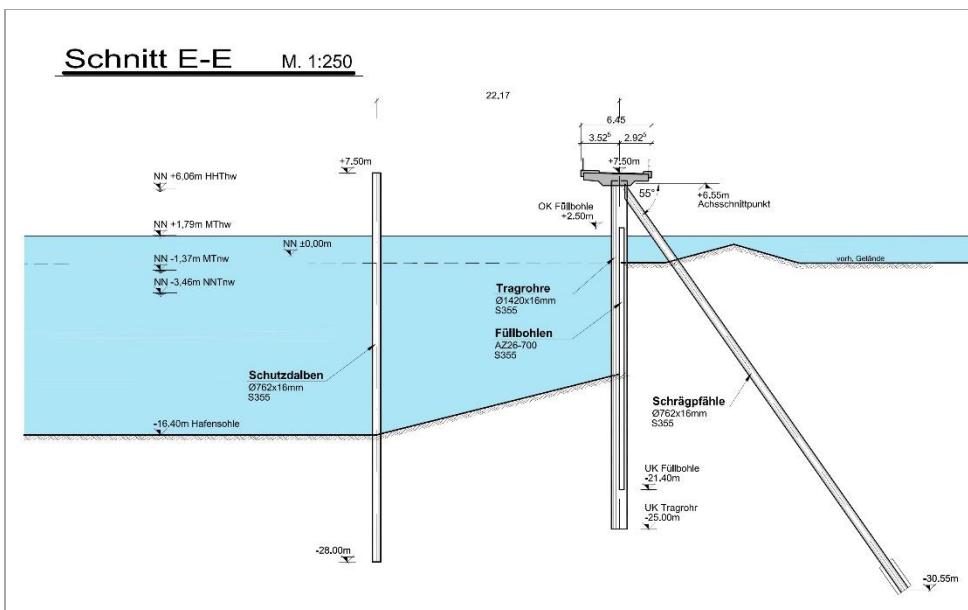 Schnitt E-E M. 1:250
22.17
6.45
3.52⁵ 2.92⁵
+7.50m
+7.50m
NN +6,06m HHThw
55°
+6.55m
Achsschnittpunkt
OK Füllbohle
+2.50m
NN +1,79m MThw
NN ±0,00m
NN -1,37m MTnw
vorh. Gelände
NN -3,46m NNTnw
Tragrohre
Ø1420x16mm
S355
Füllbohlen
AZ26-700
S355
Schutzdalben
Ø762x16mm
S355
Schrägpfähle
Ø762x16mm
S355
-16.40m Hafensohle
UK Füllbohle
-21.40m
UK Tragrohr
-25.00m
-28.00m
-30.55m